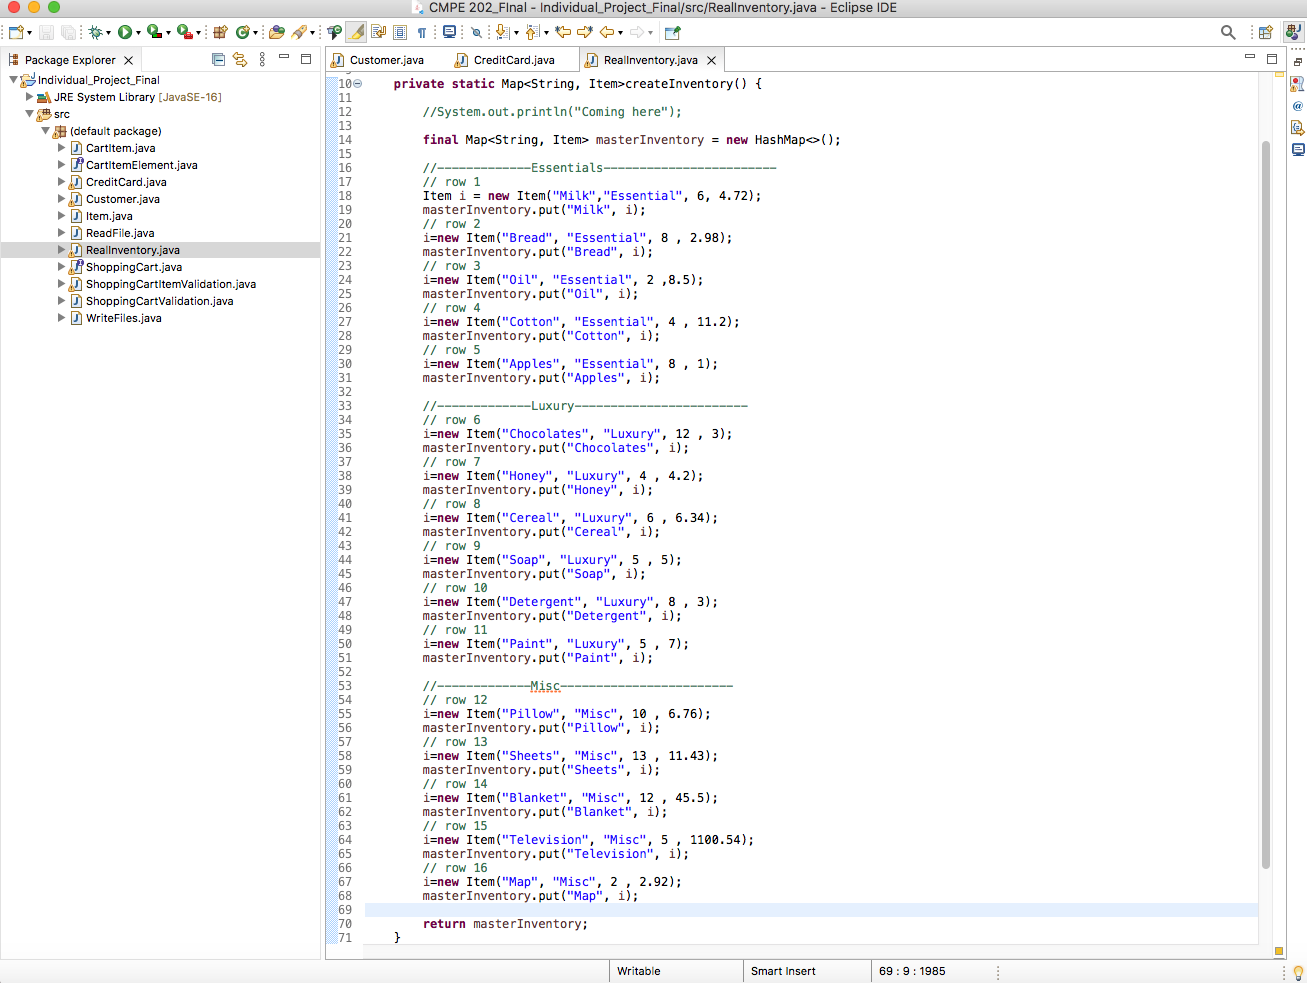 CMPE 202_FInal - Individual_Project_Final/src/RealInventory.java - Eclipse IDE
Package Explorer
Individual_Project_Final
JRE System Library [JavaSE-16]
src
(default package)
CartItem.java
CartItemElement.java
CreditCard.java
Customer.java
Item.java
ReadFile.java
RealInventory.java
ShoppingCart.java
ShoppingCartItemValidation.java
ShoppingCartValidation.java
WriteFiles.java
Customer.java CreditCard.java RealInventory.java
10 private static Map<String, Item>createInventory() {
11
12 //System.out.println("Coming here");
13
14 final Map<String, Item> masterInventory = new HashMap<>();
15
16 //-------------Essentials------------------------
17 // row 1
18 Item i = new Item("Milk","Essential", 6, 4.72);
19 masterInventory.put("Milk", i);
20 // row 2
21 i=new Item("Bread", "Essential", 8 , 2.98);
22 masterInventory.put("Bread", i);
23 // row 3
24 i=new Item("Oil", "Essential", 2 ,8.5);
25 masterInventory.put("Oil", i);
26 // row 4
27 i=new Item("Cotton", "Essential", 4 , 11.2);
28 masterInventory.put("Cotton", i);
29 // row 5
30 i=new Item("Apples", "Essential", 8 , 1);
31 masterInventory.put("Apples", i);
32
33 //-------------Luxury------------------------
34 // row 6
35 i=new Item("Chocolates", "Luxury", 12 , 3);
36 masterInventory.put("Chocolates", i);
37 // row 7
38 i=new Item("Honey", "Luxury", 4 , 4.2);
39 masterInventory.put("Honey", i);
40 // row 8
41 i=new Item("Cereal", "Luxury", 6 , 6.34);
42 masterInventory.put("Cereal", i);
43 // row 9
44 i=new Item("Soap", "Luxury", 5 , 5);
45 masterInventory.put("Soap", i);
46 // row 10
47 i=new Item("Detergent", "Luxury", 8 , 3);
48 masterInventory.put("Detergent", i);
49 // row 11
50 i=new Item("Paint", "Luxury", 5 , 7);
51 masterInventory.put("Paint", i);
52
53 //-------------Misc------------------------
54 // row 12
55 i=new Item("Pillow", "Misc", 10 , 6.76);
56 masterInventory.put("Pillow", i);
57 // row 13
58 i=new Item("Sheets", "Misc", 13 , 11.43);
59 masterInventory.put("Sheets", i);
60 // row 14
61 i=new Item("Blanket", "Misc", 12 , 45.5);
62 masterInventory.put("Blanket", i);
63 // row 15
64 i=new Item("Television", "Misc", 5 , 1100.54);
65 masterInventory.put("Television", i);
66 // row 16
67 i=new Item("Map", "Misc", 2 , 2.92);
68 masterInventory.put("Map", i);
69
70 return masterInventory;
71 }
Writable Smart Insert 69 : 9 : 1985